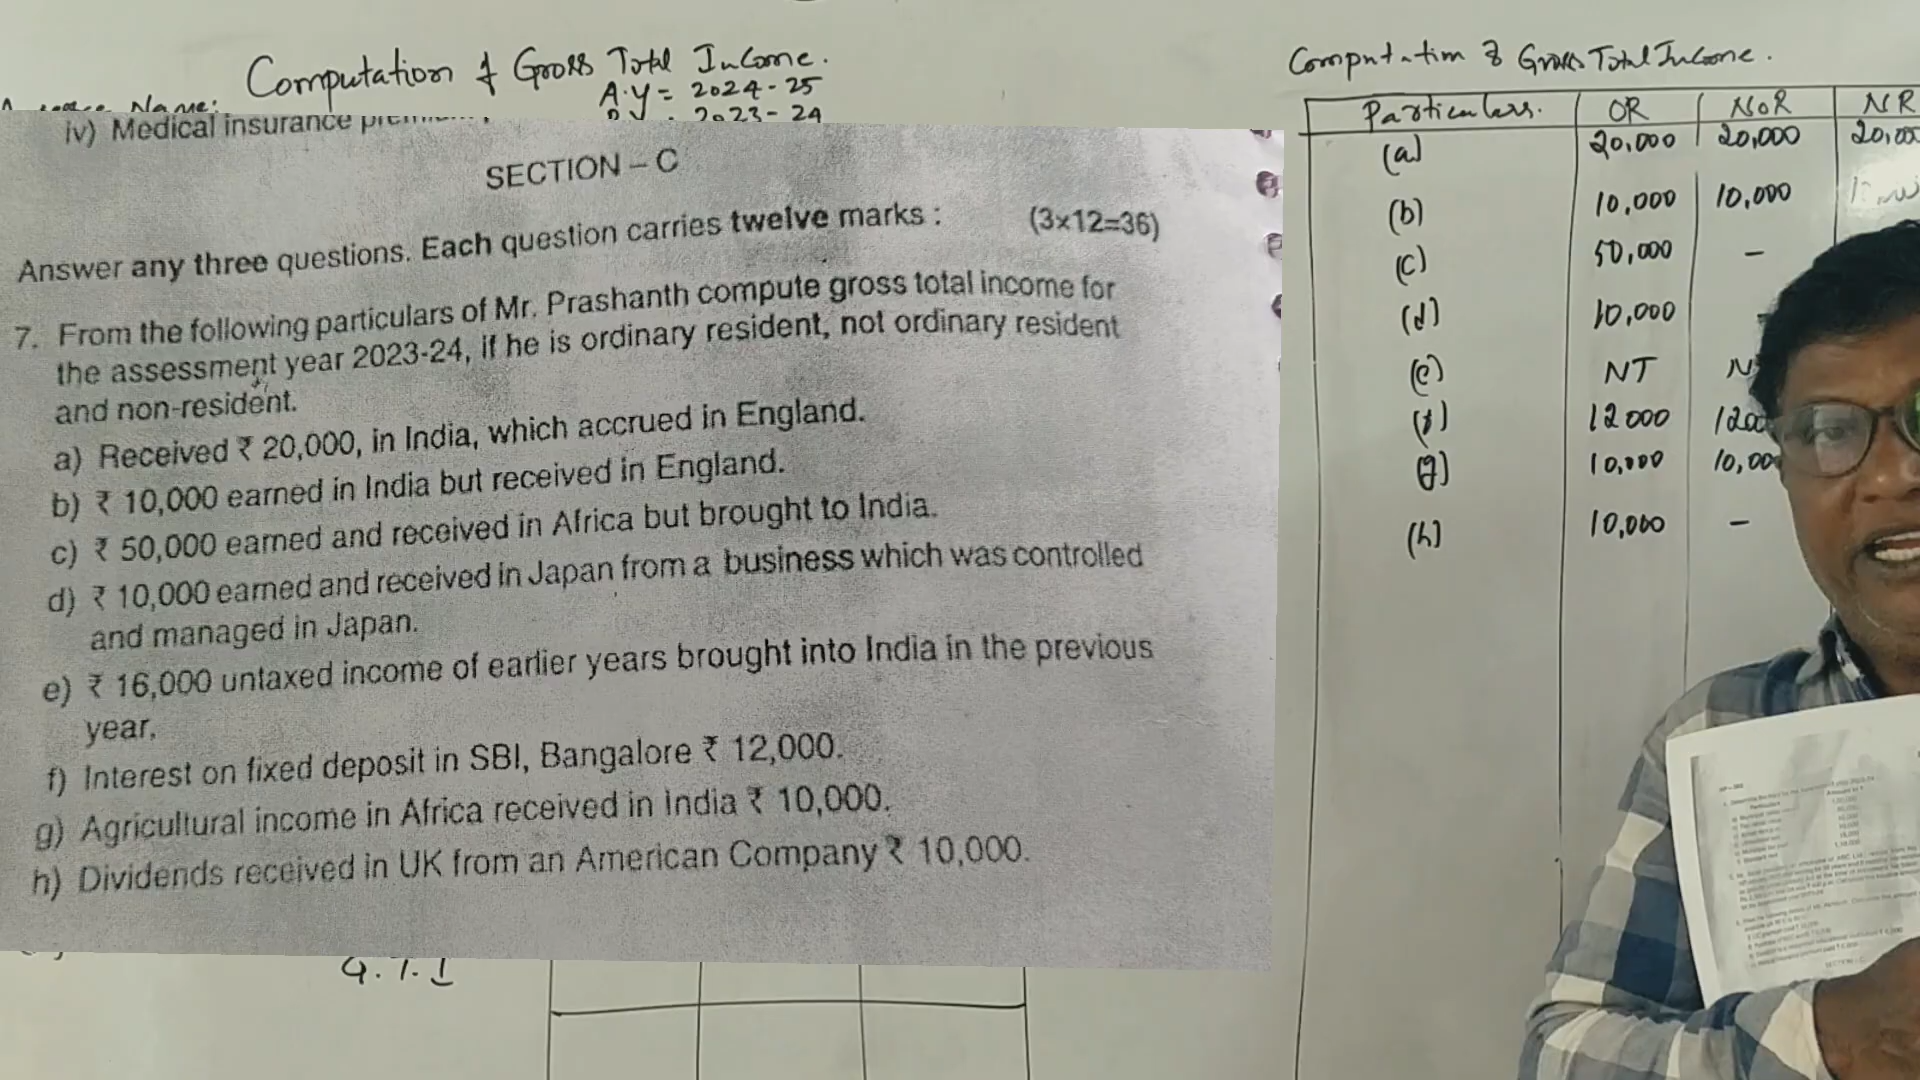 Computation of Gross Total Income.
A.Y = 2024-25
2023-24
Name:
iv) Medical insurance
SECTION – C
Answer any three questions. Each question carries twelve marks : (3×12=36)
7. From the following particulars of Mr. Prashanth compute gross total income for
the assessment year 2023-24, if he is ordinary resident, not ordinary resident
and non-resident.
a) Received ₹ 20,000, in India, which accrued in England.
b) ₹ 10,000 earned in India but received in England.
c) ₹ 50,000 earned and received in Africa but brought to India.
d) ₹ 10,000 earned and received in Japan from a business which was controlled
and managed in Japan.
e) ₹ 16,000 untaxed income of earlier years brought into India in the previous
year.
f) Interest on fixed deposit in SBI, Bangalore ₹ 12,000.
g) Agricultural income in Africa received in India ₹ 10,000.
h) Dividends received in UK from an American Company ₹ 10,000.
G.T.I
Computation of Gross Total Income.
Particulars. OR NOR NR
(a) 20,000 20,000
(b) 10,000 10,000
(c) 50,000 –
(d) 10,000
(e) NT
(f) 12000
(g) 10,000
(h) 10,000 –